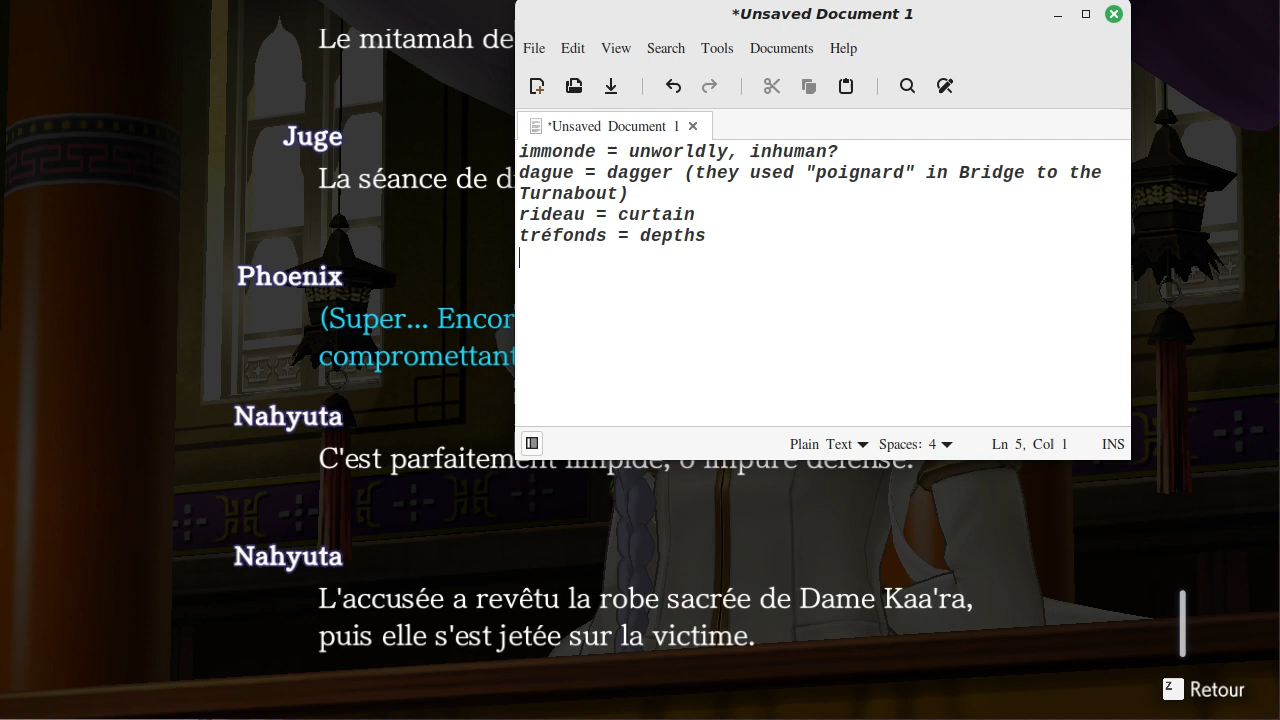 *Unsaved Document 1
File Edit View Search Tools Documents Help
*Unsaved Document 1
immonde = unworldly, inhuman?
dague = dagger (they used "poignard" in Bridge to the
Turnabout)
rideau = curtain
tréfonds = depths
Plain Text Spaces: 4 Ln 5, Col 1 INS
Le mitamah de
Juge
La séance de
Phoenix
(Super...
compromettant
Nahyuta
C'est parfaitement limpide, ô impure défense.
Nahyuta
L'accusée a revêtu la robe sacrée de Dame Kaa'ra,
puis elle s'est jetée sur la victime.
Z Retour